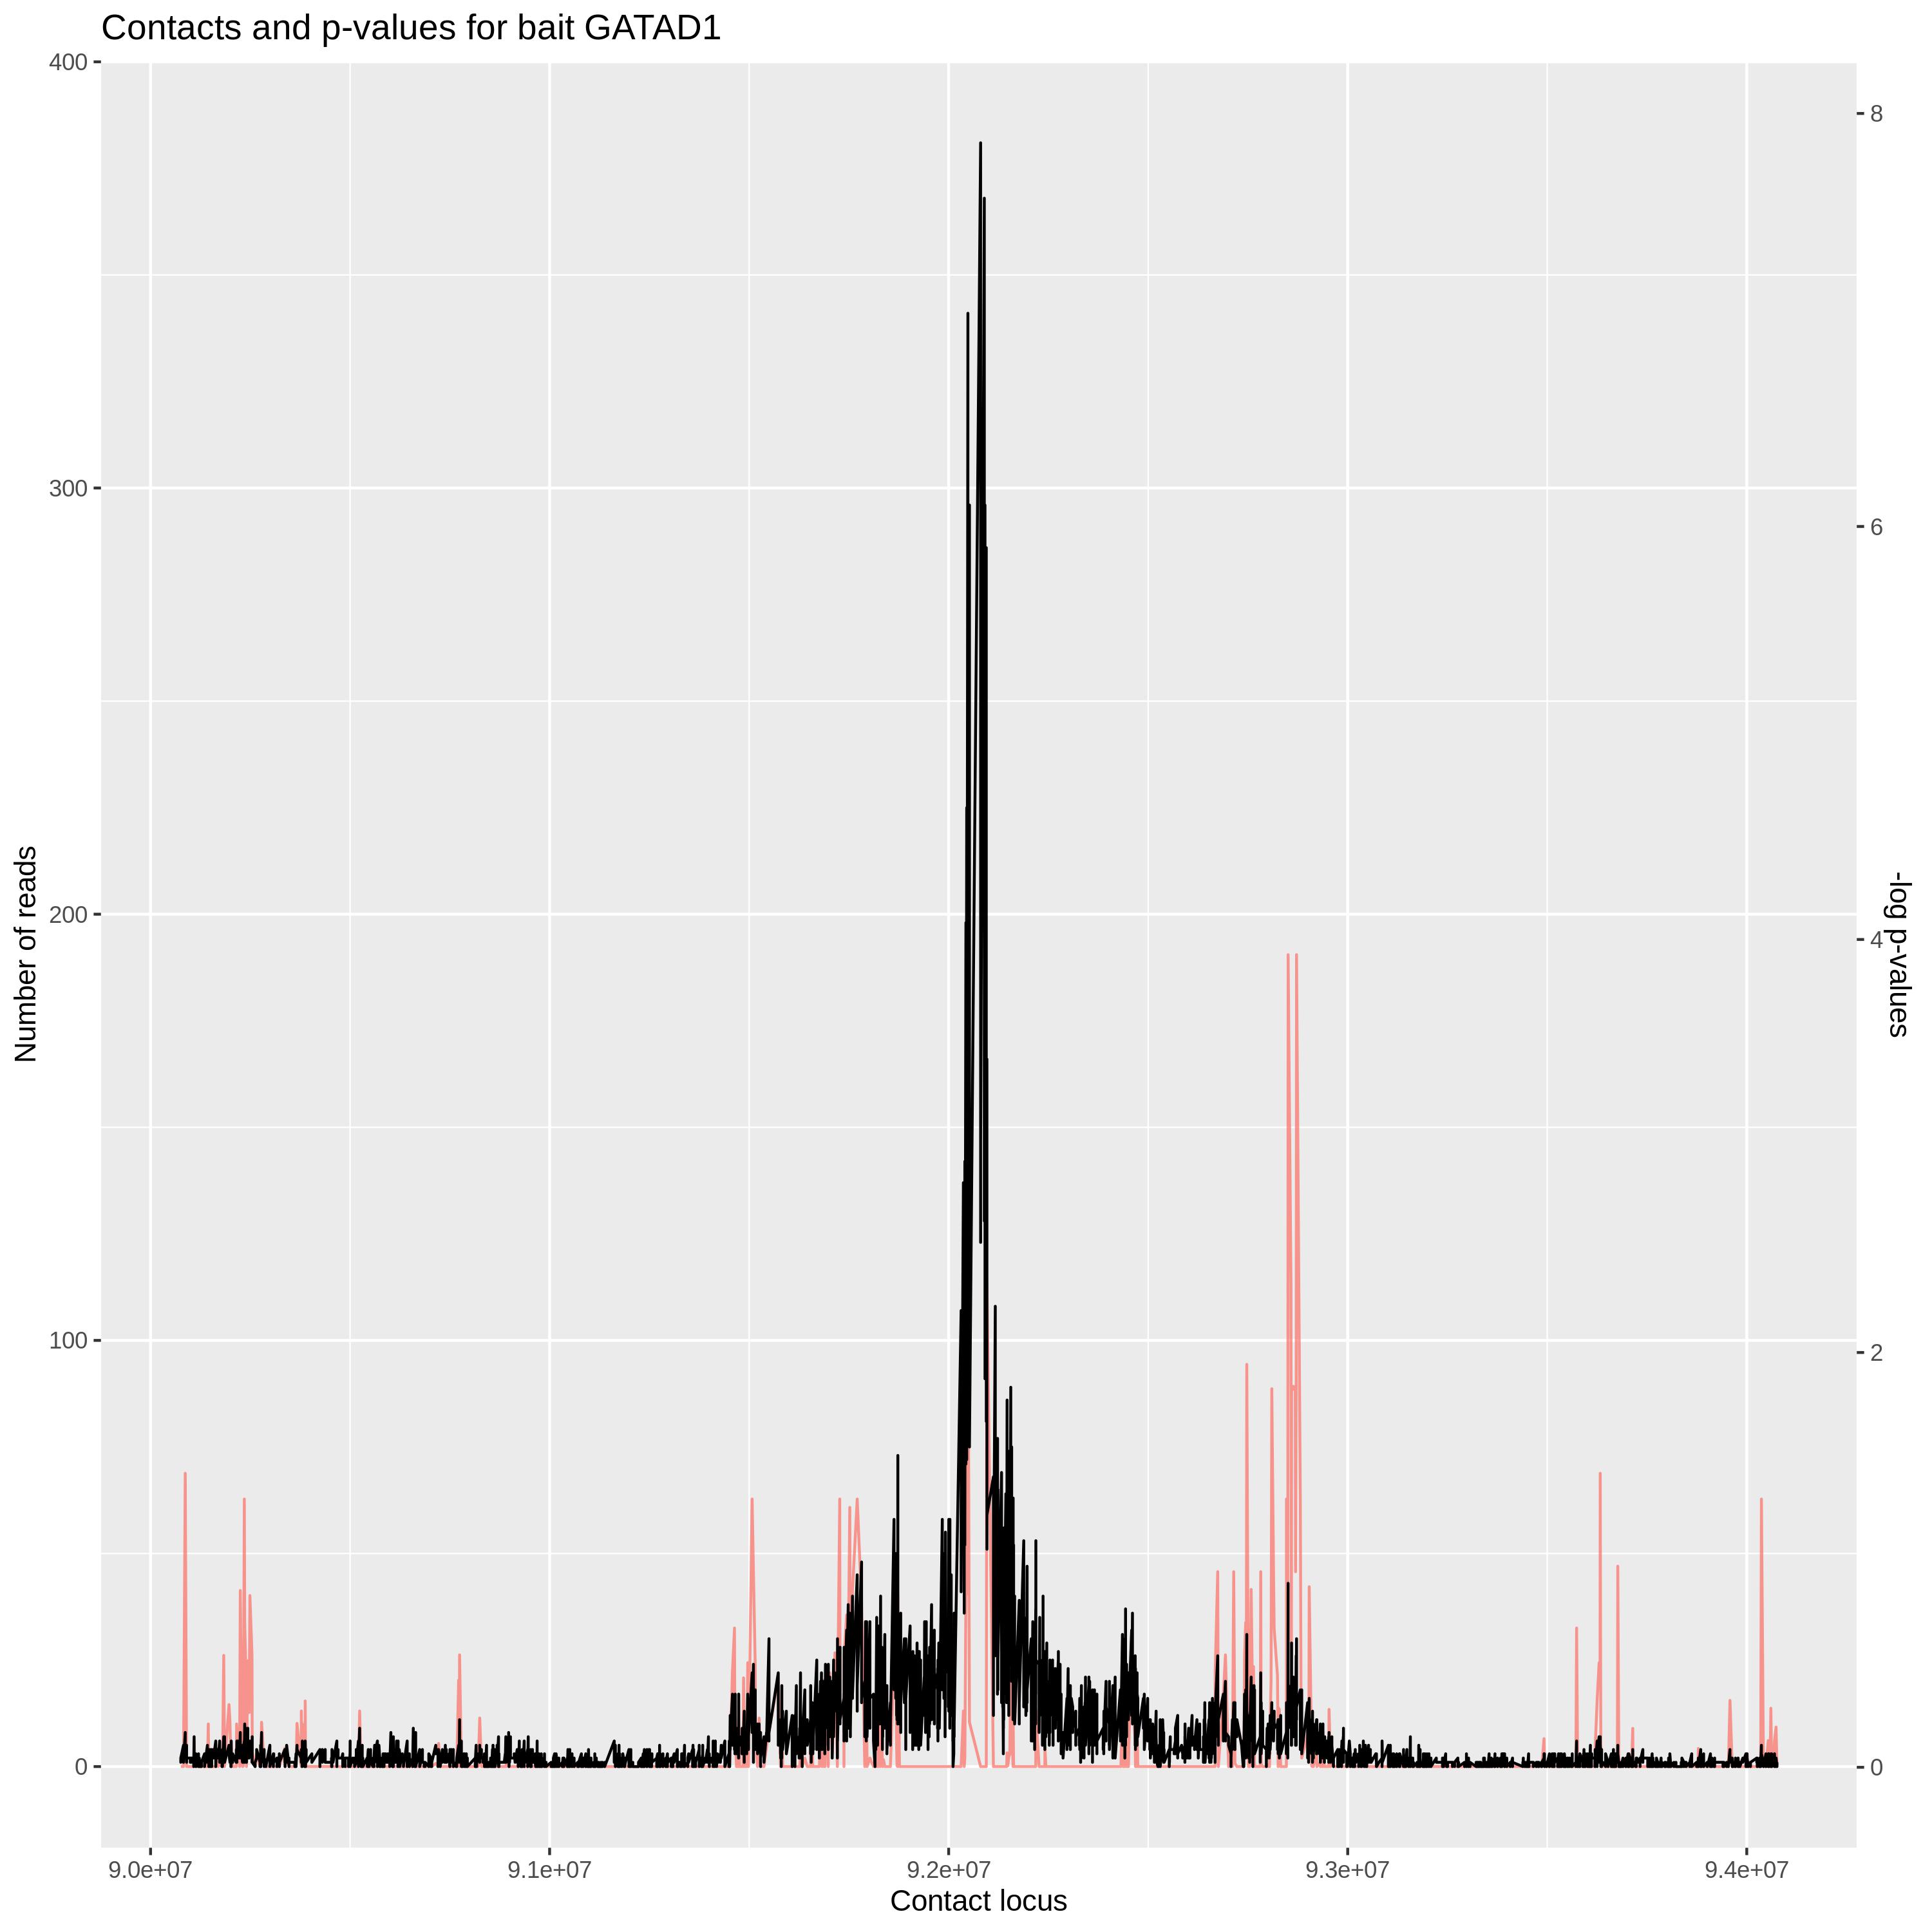 Contacts and p-values for bait GATAD1
400
300
200
100
0
Number of reads
8
6
4
2
0
-log p-values
9.0e+07
9.1e+07
9.2e+07
9.3e+07
9.4e+07
Contact locus